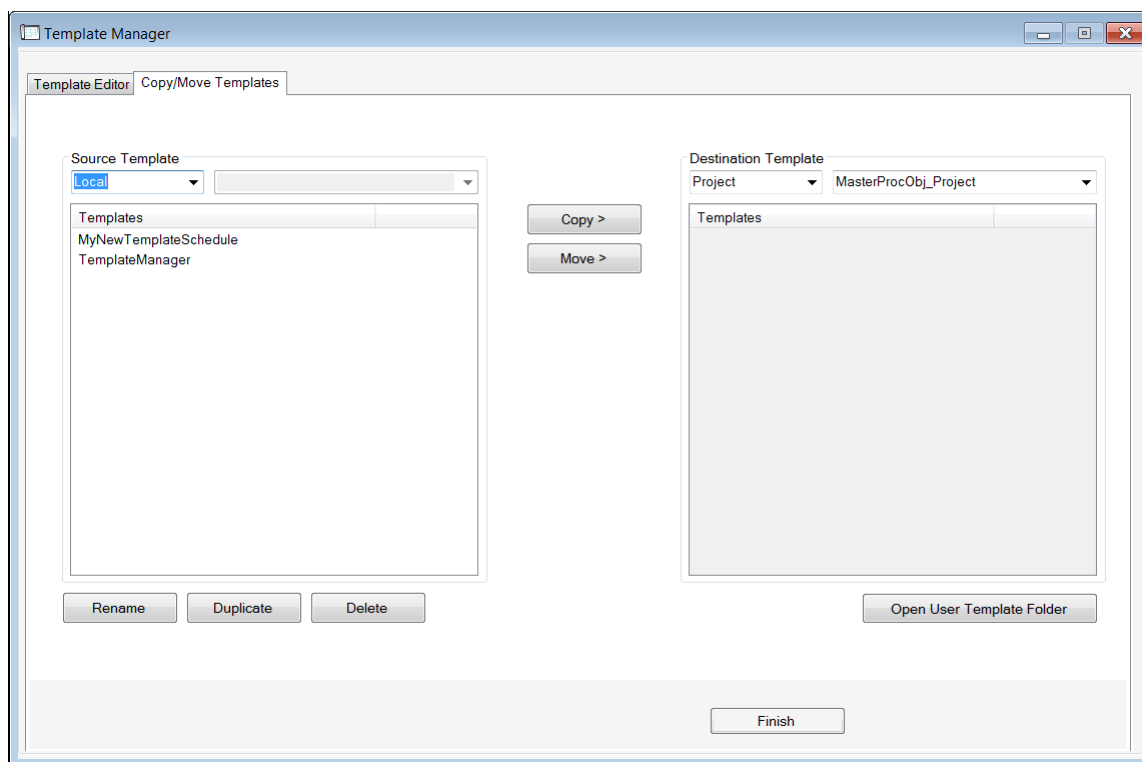 Template Manager
Template Editor
Copy/Move Templates
Source Template
Local
Templates
MyNewTemplateSchedule
TemplateManager
Copy >
Move >
Destination Template
Project
MasterProcObj_Project
Templates
Rename
Duplicate
Delete
Open User Template Folder
Finish